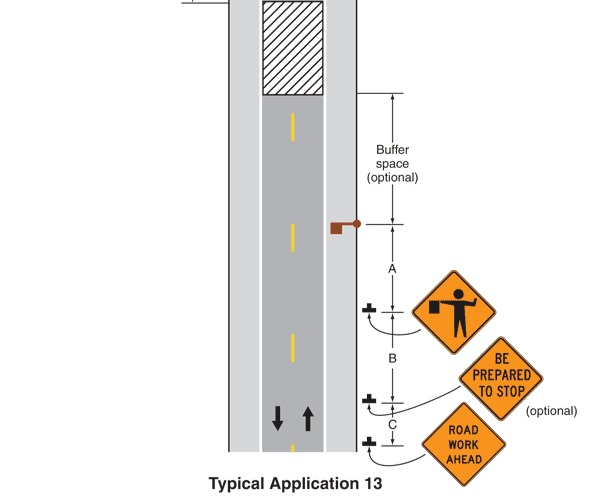 Buffer
space
(optional)
A
B
BE
PREPARED
TO STOP
(optional)
C
ROAD
WORK
AHEAD
Typical Application 13